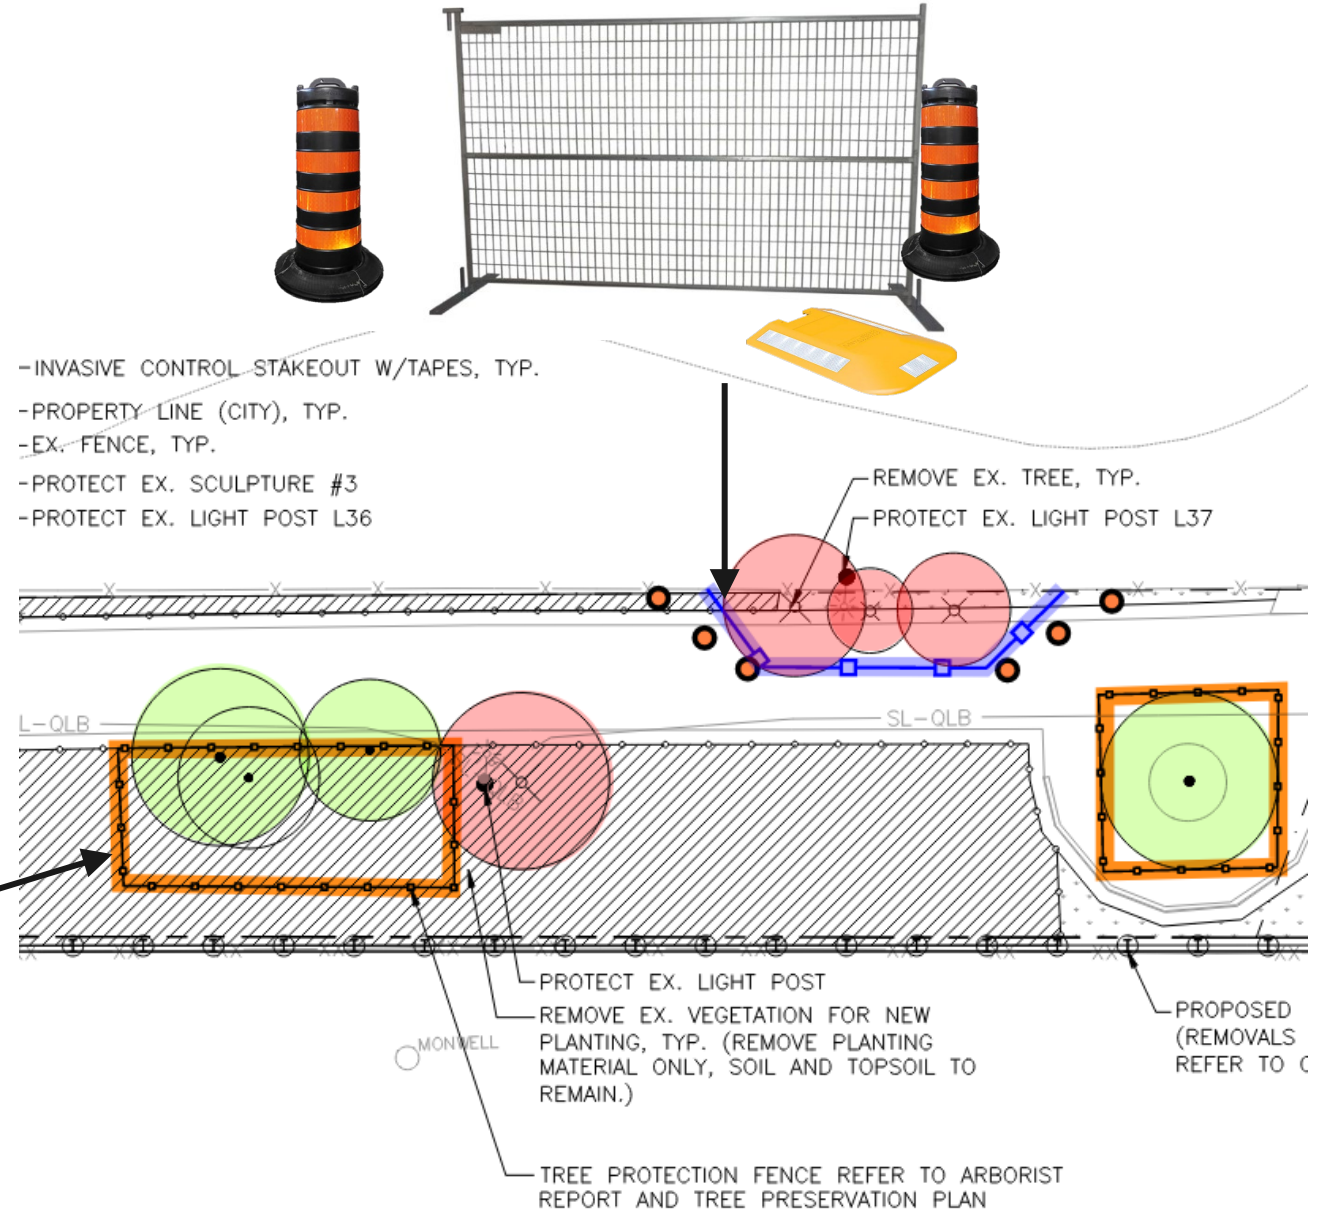 -INVASIVE CONTROL STAKEOUT W/TAPES, TYP.
-PROPERTY LINE (CITY), TYP.
-EX. FENCE, TYP.
-PROTECT EX. SCULPTURE #3
-PROTECT EX. LIGHT POST L36
REMOVE EX. TREE, TYP.
PROTECT EX. LIGHT POST L37
L-QLB
SL-QLB
PROTECT EX. LIGHT POST
REMOVE EX. VEGETATION FOR NEW
PLANTING, TYP. (REMOVE PLANTING
MATERIAL ONLY, SOIL AND TOPSOIL TO
REMAIN.)
MONWELL
PROPOSED
(REMOVALS
REFER TO
TREE PROTECTION FENCE REFER TO ARBORIST
REPORT AND TREE PRESERVATION PLAN